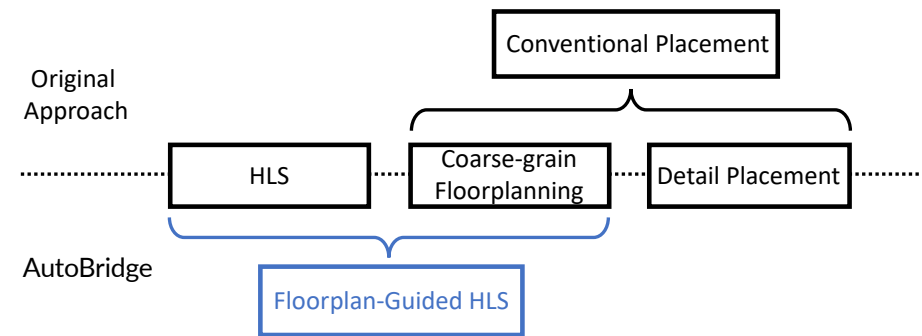 Conventional Placement
Original
Approach
HLS
Coarse-grain
Floorplanning
Detail Placement
AutoBridge
Floorplan-Guided HLS